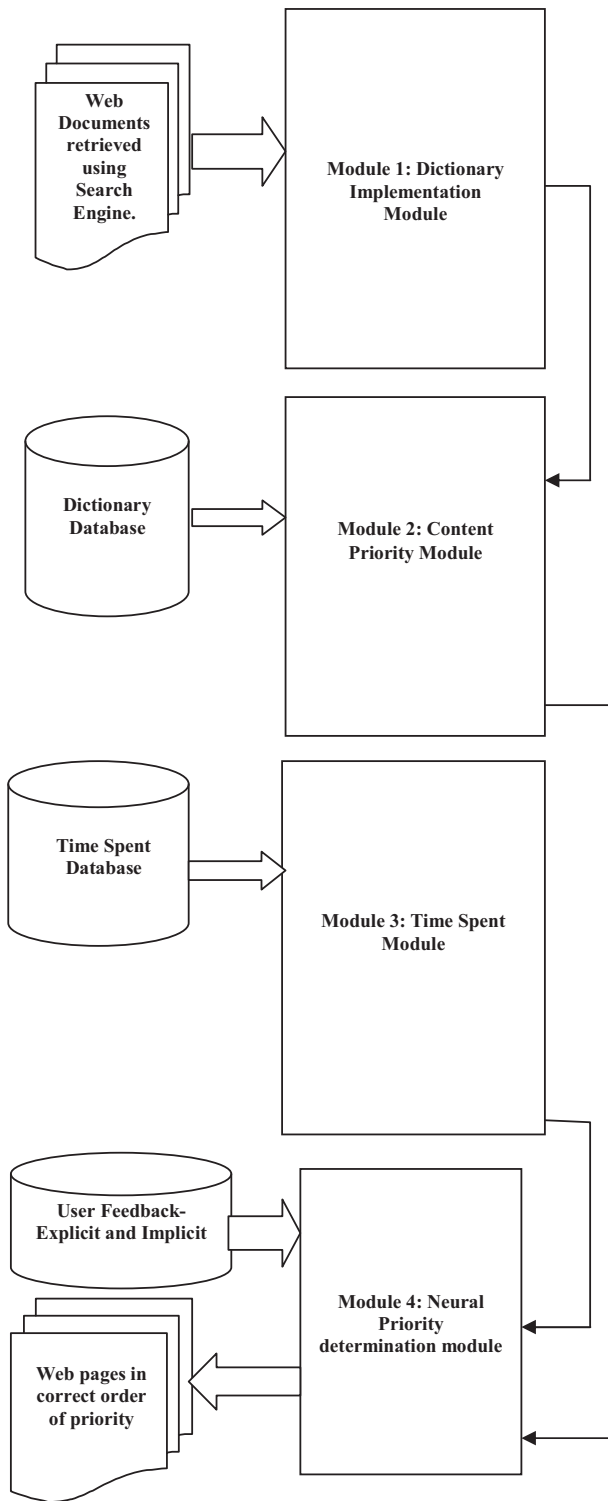 Web
Documents
retrieved
using
Search
Engine.
Module 1: Dictionary
Implementation
Module
Dictionary
Database
Module 2: Content
Priority Module
Time Spent
Database
Module 3: Time Spent
Module
User Feedback-
Explicit and Implicit
Module 4: Neural
Priority
determination module
Web pages in
correct order
of priority